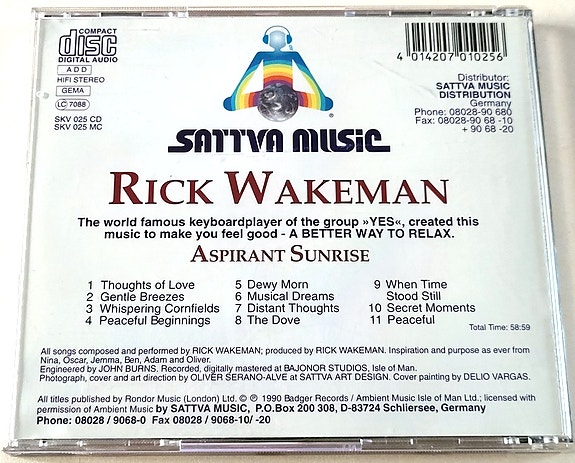 COMPACT
disc
DIGITAL AUDIO
A D D
HIFI STEREO
GEMA
LC 7088
SKV 025 CD
SKV 025 MC
SATTVA MUSIC
®
4 014207 010256
Distributor:
SATTVA MUSIC
DISTRIBUTION
Germany
Phone: 08028-90 680
Fax: 08028-90 68 -10
+ 90 68 -20
RICK WAKEMAN
The world famous keyboardplayer of the group »YES«, created this
music to make you feel good - A BETTER WAY TO RELAX.
ASPIRANT SUNRISE
1 Thoughts of Love
2 Gentle Breezes
3 Whispering Cornfields
4 Peaceful Beginnings
5 Dewy Morn
6 Musical Dreams
7 Distant Thoughts
8 The Dove
9 When Time
Stood Still
10 Secret Moments
11 Peaceful
Total Time: 58:59
All songs composed and performed by RICK WAKEMAN; produced by RICK WAKEMAN. Inspiration and purpose as ever from
Nina, Oscar, Jemma, Ben, Adam and Oliver.
Engineered by JOHN BURNS. Recorded, digitally mastered at BAJONOR STUDIOS, Isle of Man.
Photograph, cover and art direction by OLIVER SERANO-ALVE at SATTVA ART DESIGN. Cover painting by DELIO VARGAS.
All titles published by Rondor Music (London) Ltd. © ℗ 1990 Badger Records / Ambient Music Isle of Man Ltd.; licensed with
permission of Ambient Music by SATTVA MUSIC, P.O.Box 200 308, D-83724 Schliersee, Germany
Phone: 08028 / 9068-0 Fax 08028 / 9068-10/ -20